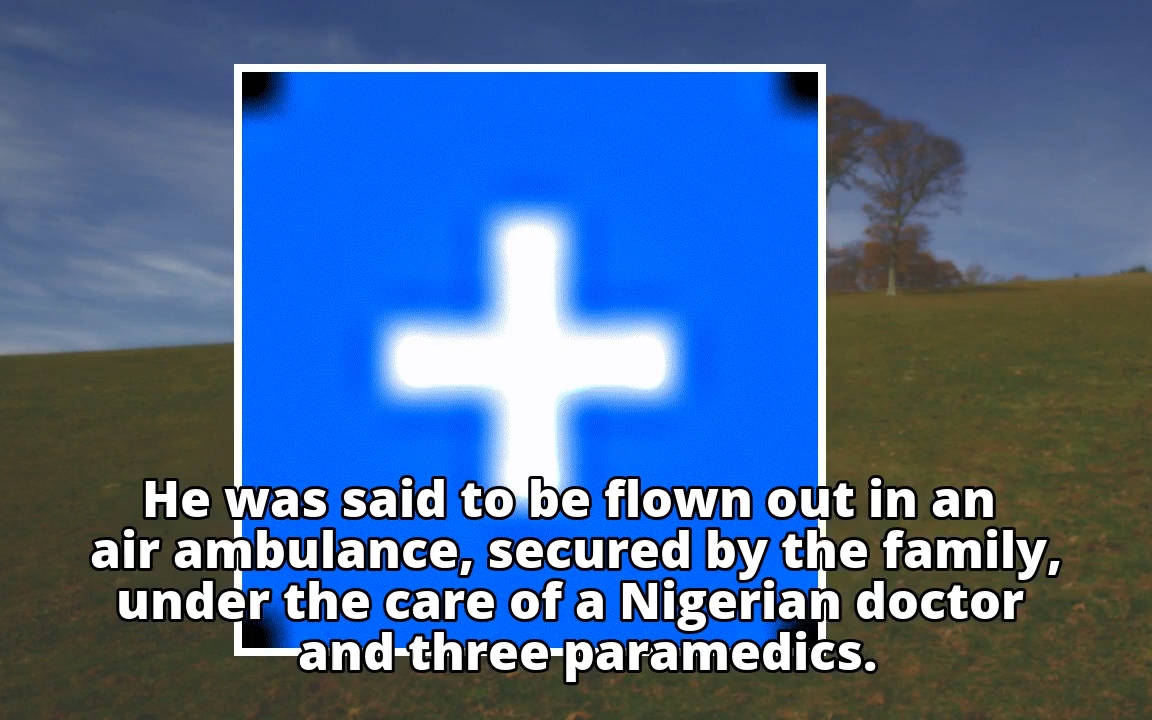 He was said to be flown out in an
air ambulance, secured by the family,
under the care of a Nigerian doctor
and three paramedics.